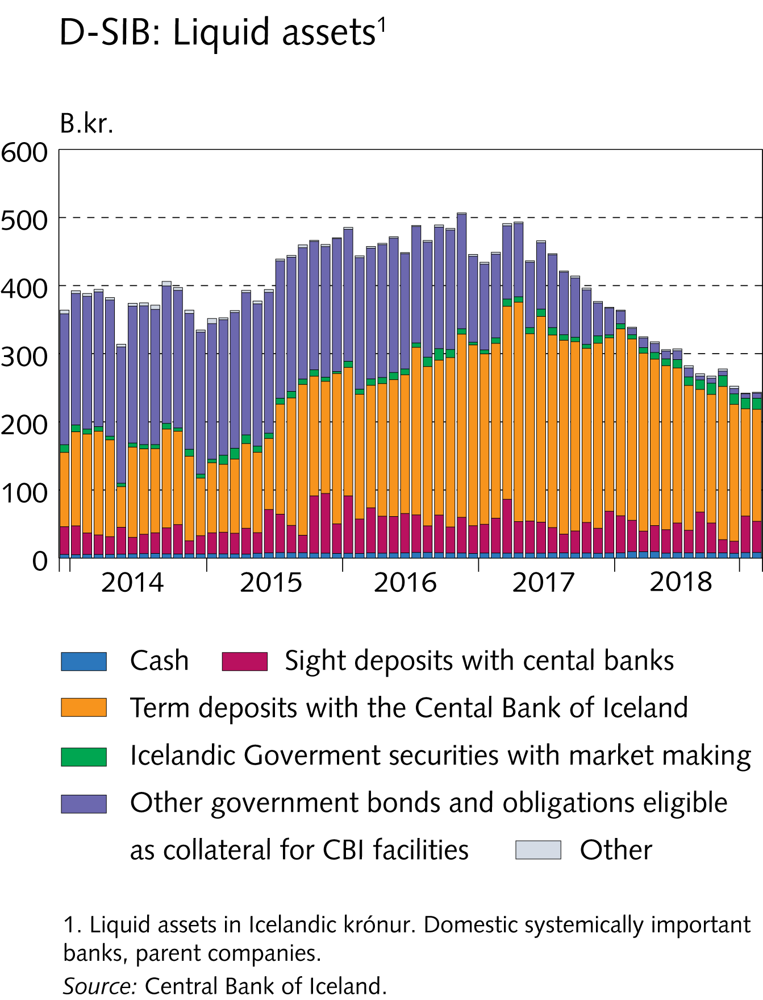 D-SIB: Liquid assets¹
B.kr.
600
500
400
300
200
100
0
2014 2015 2016 2017 2018
Cash Sight deposits with cental banks
Term deposits with the Cental Bank of Iceland
Icelandic Goverment securities with market making
Other government bonds and obligations eligible
as collateral for CBI facilities Other
1. Liquid assets in Icelandic krónur. Domestic systemically important
banks, parent companies.
Source: Central Bank of Iceland.